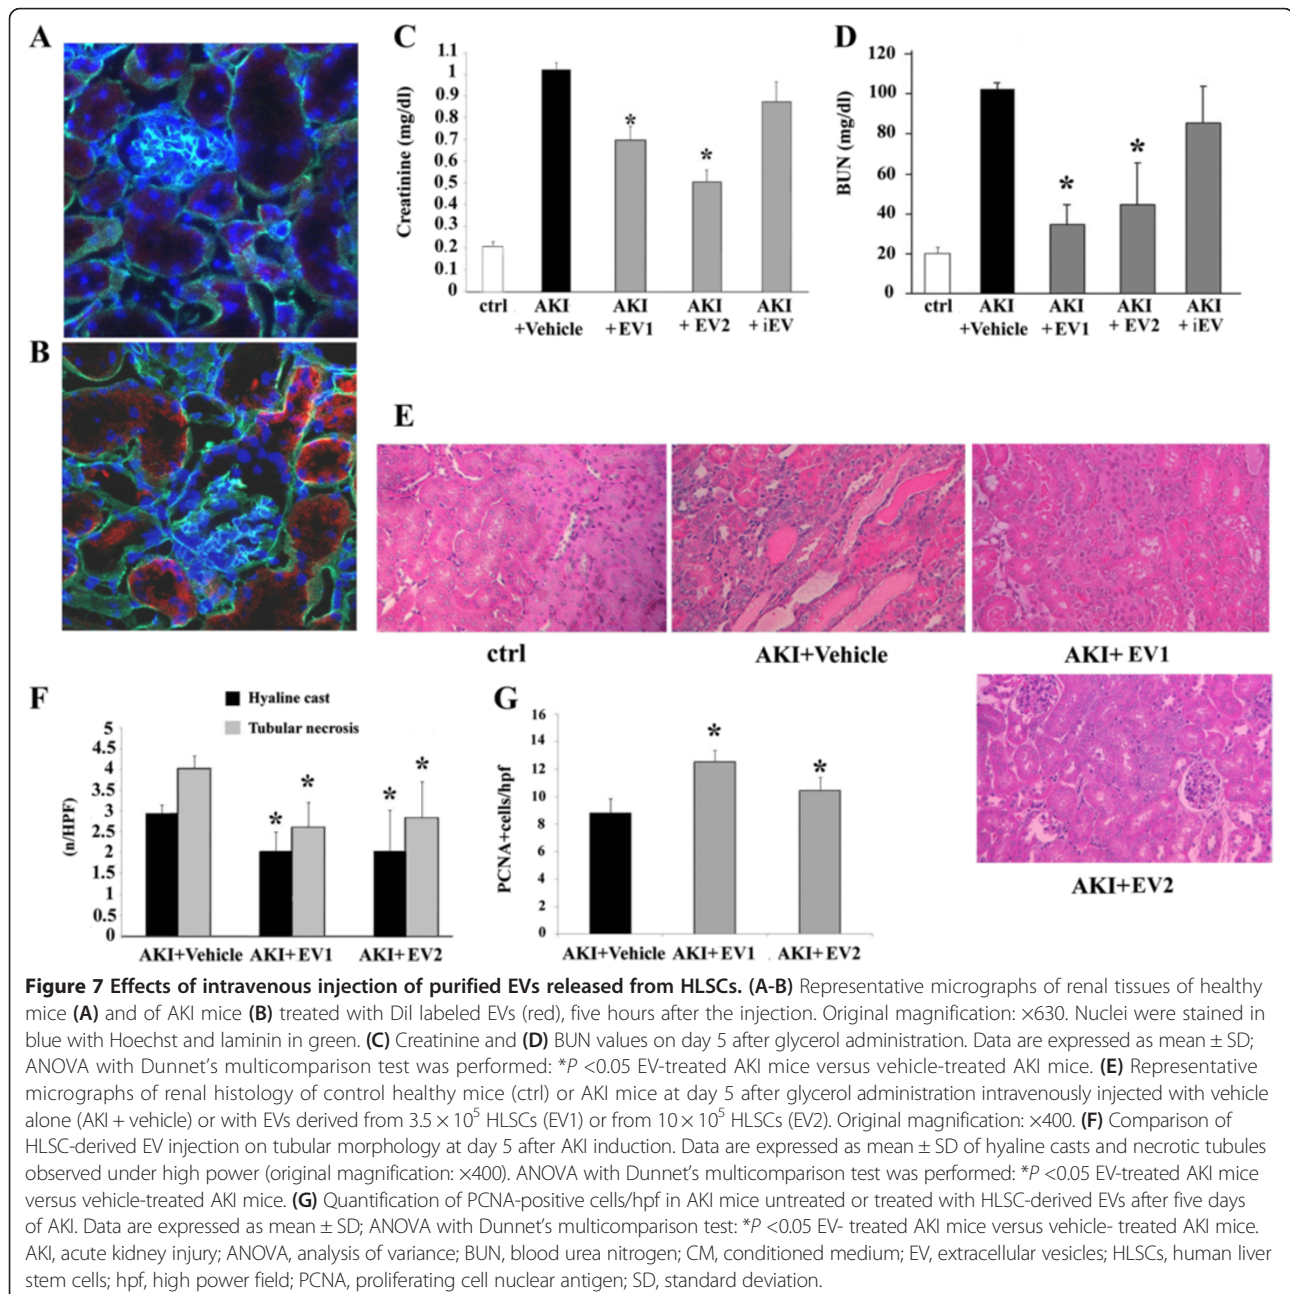 A
B
C
Creatinine (mg/dl)
1.1
1
0.9
0.8
0.7
0.6
0.5
0.4
0.3
0.2
0.1
0
*
*
ctrl
AKI
+Vehicle
AKI
+EV1
AKI
+ EV2
AKI
+ iEV
D
BUN (mg/dl)
120
100
80
60
40
20
0
*
*
ctrl
AKI
+Vehicle
AKI
+EV1
AKI
+ EV2
AKI
+ iEV
E
ctrl
AKI+Vehicle
AKI+ EV1
AKI+EV2
F
Hyaline cast
Tubular necrosis
(n/HPF)
5
4.5
4
3.5
3
2.5
2
1.5
1
0.5
0
*
*
*
*
AKI+Vehicle
AKI+ EV1
AKI+ EV2
G
PCNA+cells/hpf
16
14
12
10
8
6
4
2
0
*
*
AKI+Vehicle
AKI+ EV1
AKI+ EV2
Figure 7 Effects of intravenous injection of purified EVs released from HLSCs. (A-B) Representative micrographs of renal tissues of healthy
mice (A) and of AKI mice (B) treated with Dil labeled EVs (red), five hours after the injection. Original magnification: ×630. Nuclei were stained in
blue with Hoechst and laminin in green. (C) Creatinine and (D) BUN values on day 5 after glycerol administration. Data are expressed as mean ± SD;
ANOVA with Dunnet's multicomparison test was performed: *P <0.05 EV-treated AKI mice versus vehicle-treated AKI mice. (E) Representative
micrographs of renal histology of control healthy mice (ctrl) or AKI mice at day 5 after glycerol administration intravenously injected with vehicle
alone (AKI + vehicle) or with EVs derived from 3.5 × 10⁵ HLSCs (EV1) or from 10 × 10⁵ HLSCs (EV2). Original magnification: ×400. (F) Comparison of
HLSC-derived EV injection on tubular morphology at day 5 after AKI induction. Data are expressed as mean ± SD of hyaline casts and necrotic tubules
observed under high power (original magnification: ×400). ANOVA with Dunnet's multicomparison test was performed: *P <0.05 EV-treated AKI mice
versus vehicle-treated AKI mice. (G) Quantification of PCNA-positive cells/hpf in AKI mice untreated or treated with HLSC-derived EVs after five days
of AKI. Data are expressed as mean ± SD; ANOVA with Dunnet's multicomparison test: *P <0.05 EV- treated AKI mice versus vehicle- treated AKI mice.
AKI, acute kidney injury; ANOVA, analysis of variance; BUN, blood urea nitrogen; CM, conditioned medium; EV, extracellular vesicles; HLSCs, human liver
stem cells; hpf, high power field; PCNA, proliferating cell nuclear antigen; SD, standard deviation.